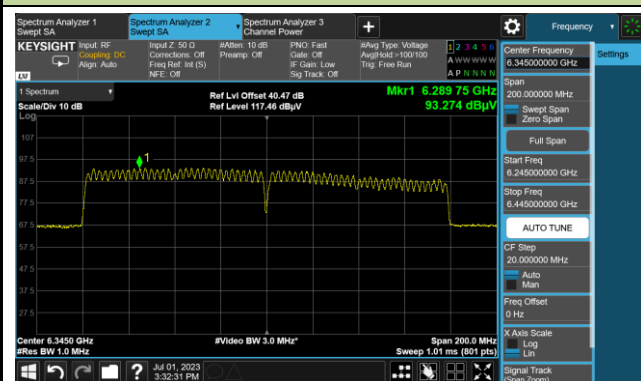 Spectrum Analyzer 1
Swept SA
Spectrum Analyzer 2
Swept SA
Spectrum Analyzer 3
Channel Power
+
Frequency
KEYSIGHT
Input: RF
Coupling: DC
Align: Auto
Input Z: 50 Ω
Corrections: Off
Freq Ref: Int (S)
NFE: Off
#Atten: 10 dB
Preamp: Off
PNO: Fast
Gate: Off
IF Gain: Low
Sig Track: Off
#Avg Type: Voltage
Avg|Hold:>100/100
Trig: Free Run
1 2 3 4 5 6
A W W W W W
A P N N N N
LXI
1 Spectrum
Scale/Div 10 dB
Log
Ref Lvl Offset 40.47 dB
Ref Level 117.46 dBµV
Mkr1 6.289 75 GHz
93.274 dBµV
1
107
97.5
87.5
77.5
67.5
57.5
47.5
37.5
27.5
Center 6.3450 GHz
#Res BW 1.0 MHz
#Video BW 3.0 MHz*
Span 200.0 MHz
Sweep 1.01 ms (801 pts)
Jul 01, 2023
3:32:31 PM
?
Center Frequency
6.345000000 GHz
Settings
Span
200.000000 MHz
Swept Span
Zero Span
Full Span
Start Freq
6.245000000 GHz
Stop Freq
6.445000000 GHz
AUTO TUNE
CF Step
20.000000 MHz
Auto
Man
Freq Offset
0 Hz
X Axis Scale
Log
Lin
Signal Track
(Span Zoom)